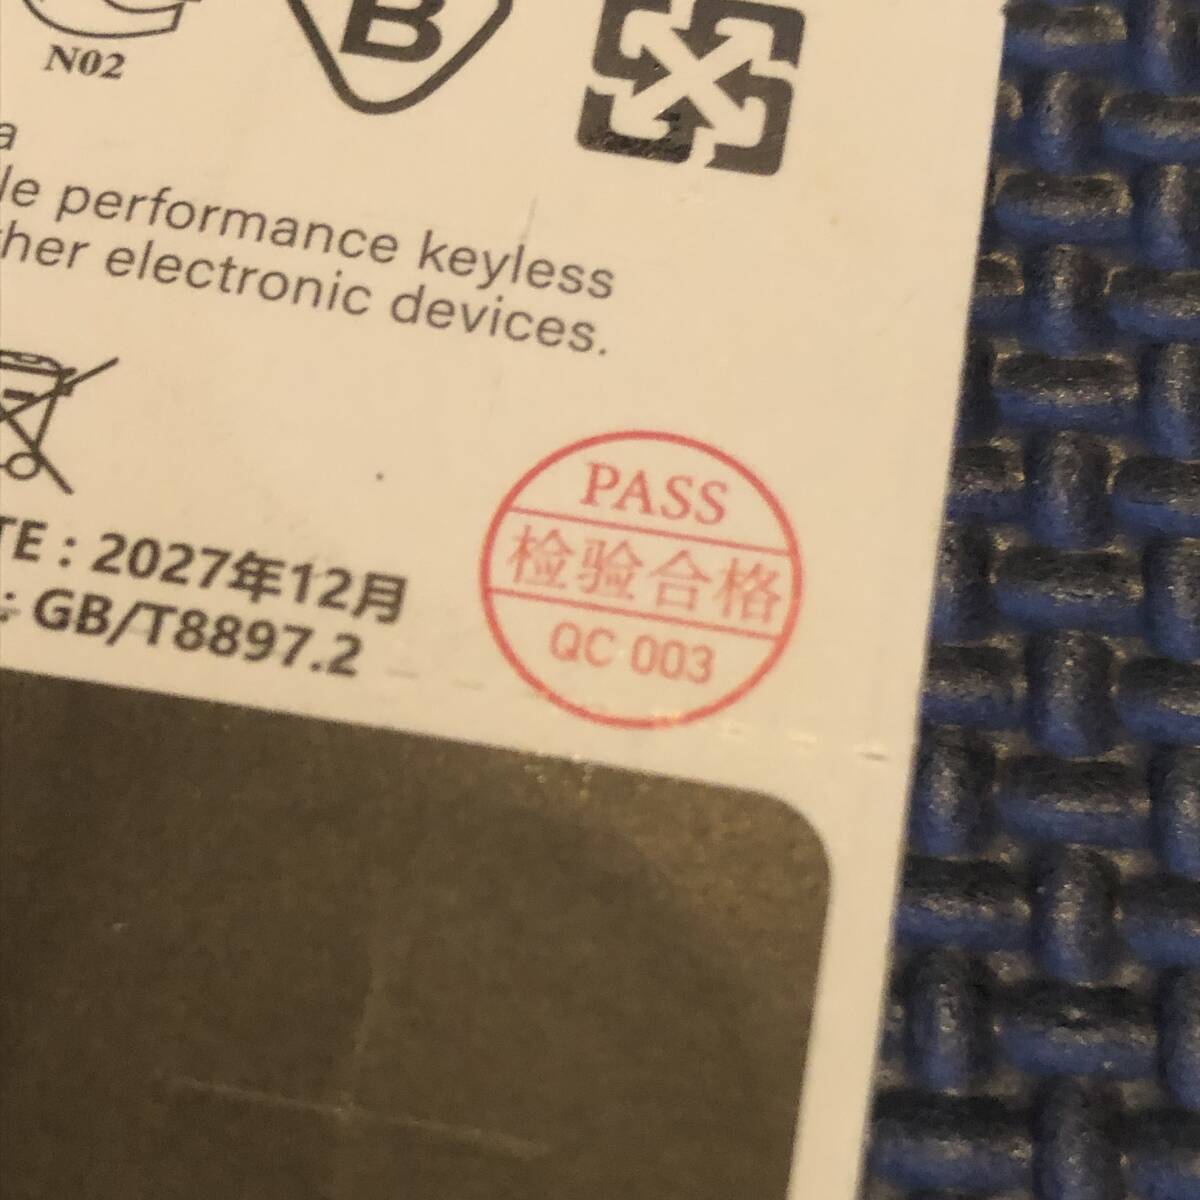 N02
B
a
le performance keyless
her electronic devices.
PASS
检验合格
QC 003
TE : 2027年12月
: GB/T8897.2